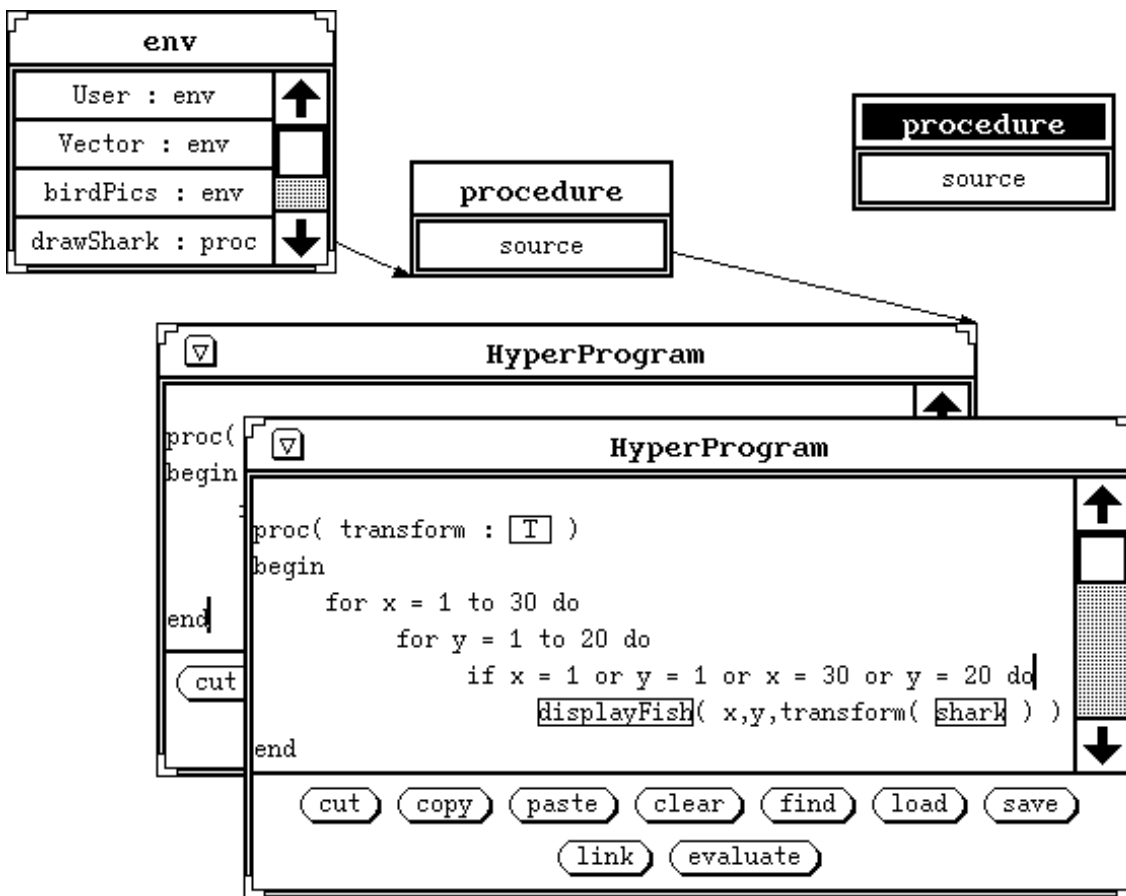 env
User : env
Vector : env
birdPics : env
drawShark : proc
procedure
source
procedure
source
HyperProgram
proc(
begin
end
cut
HyperProgram
proc( transform : T )
begin
for x = 1 to 30 do
for y = 1 to 20 do
if x = 1 or y = 1 or x = 30 or y = 20 do
displayFish( x,y,transform( shark ) )
end
cut copy paste clear find load save
link evaluate